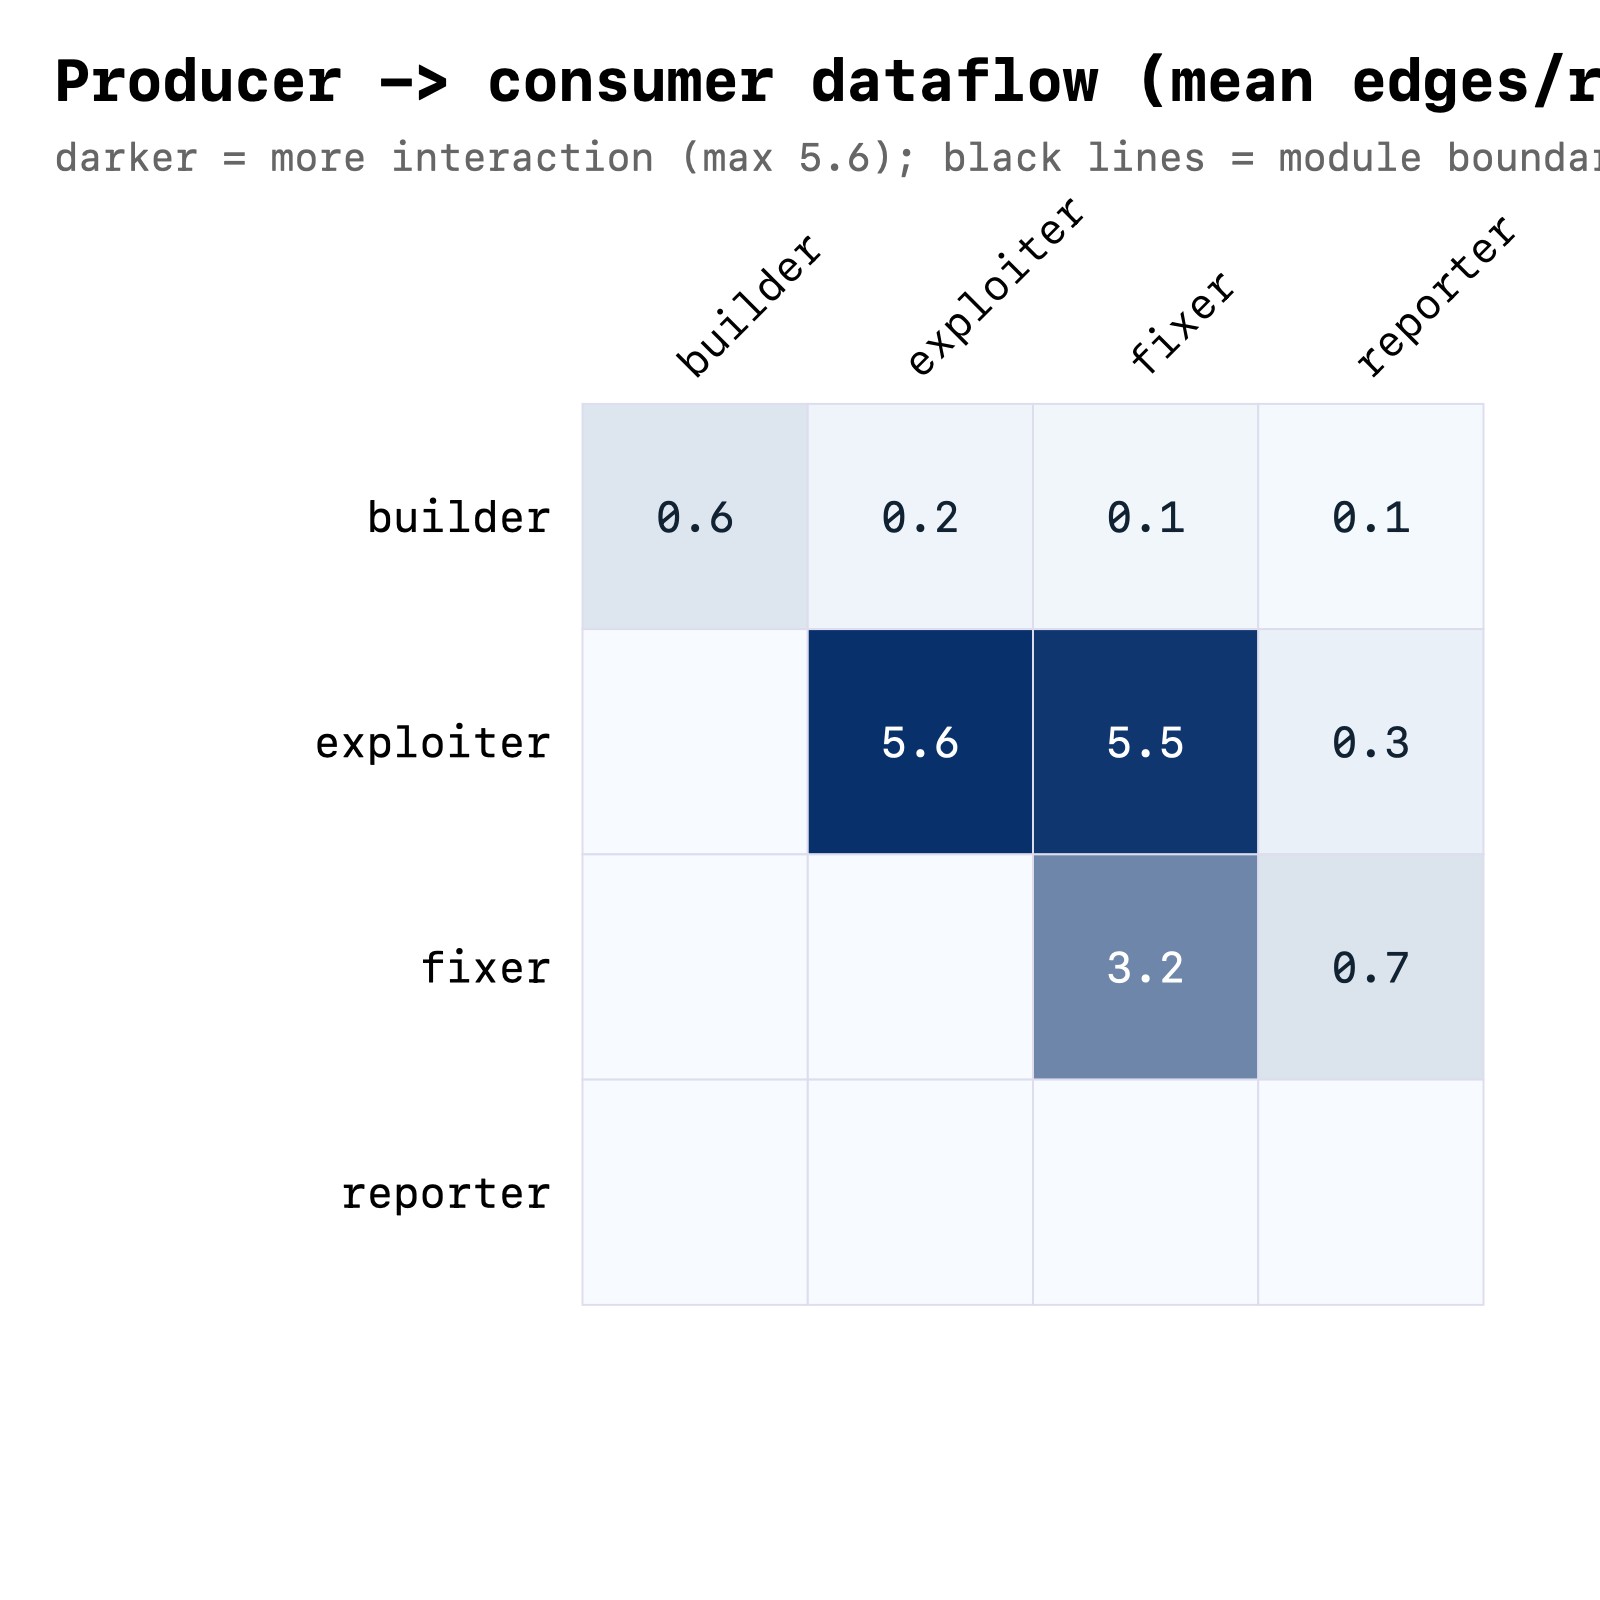 Producer -> consumer dataflow (mean edges/r
darker = more interaction (max 5.6); black lines = module boundar
builder exploiter fixer reporter
builder 0.6 0.2 0.1 0.1
exploiter 5.6 5.5 0.3
fixer 3.2 0.7
reporter